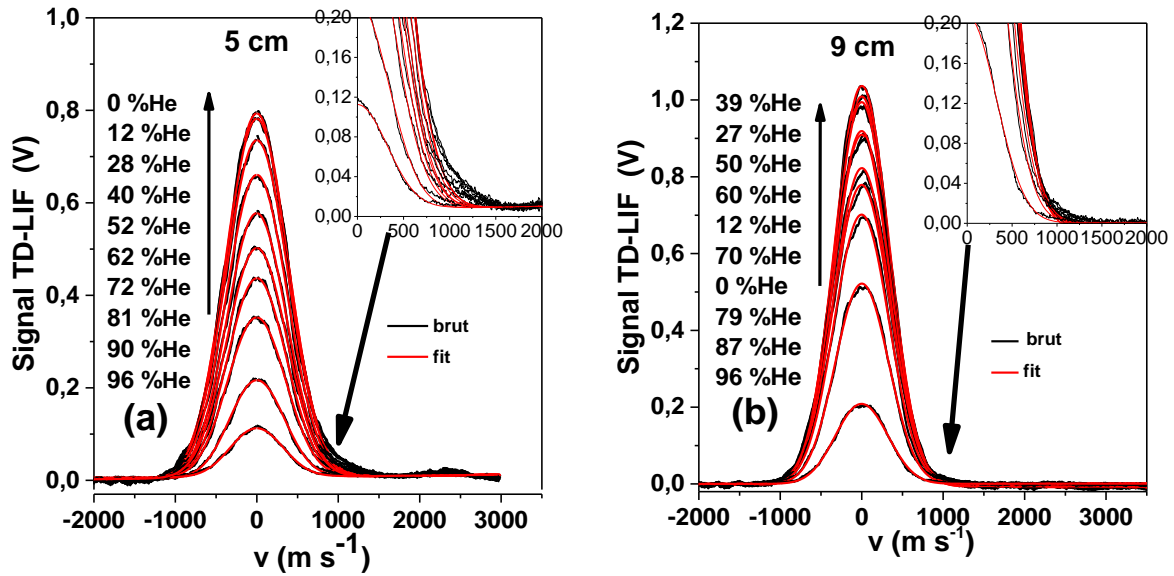 5 cm
0 %He
12 %He
28 %He
40 %He
52 %He
62 %He
72 %He
81 %He
90 %He
96 %He
(a)
brut
fit
Signal TD-LIF (V)
1,0
0,8
0,6
0,4
0,2
0,0
-2000 -1000 0 1000 2000 3000
v (m s-1)
0,20
0,16
0,12
0,08
0,04
0,00
0 500 1000 1500 2000
9 cm
39 %He
27 %He
50 %He
60 %He
12 %He
70 %He
0 %He
79 %He
87 %He
96 %He
(b)
brut
fit
Signal TD-LIF (V)
1,2
1,0
0,8
0,6
0,4
0,2
0,0
-2000 -1000 0 1000 2000 3000
v (m s-1)
0,20
0,16
0,12
0,08
0,04
0,00
0 500 1000 1500 2000